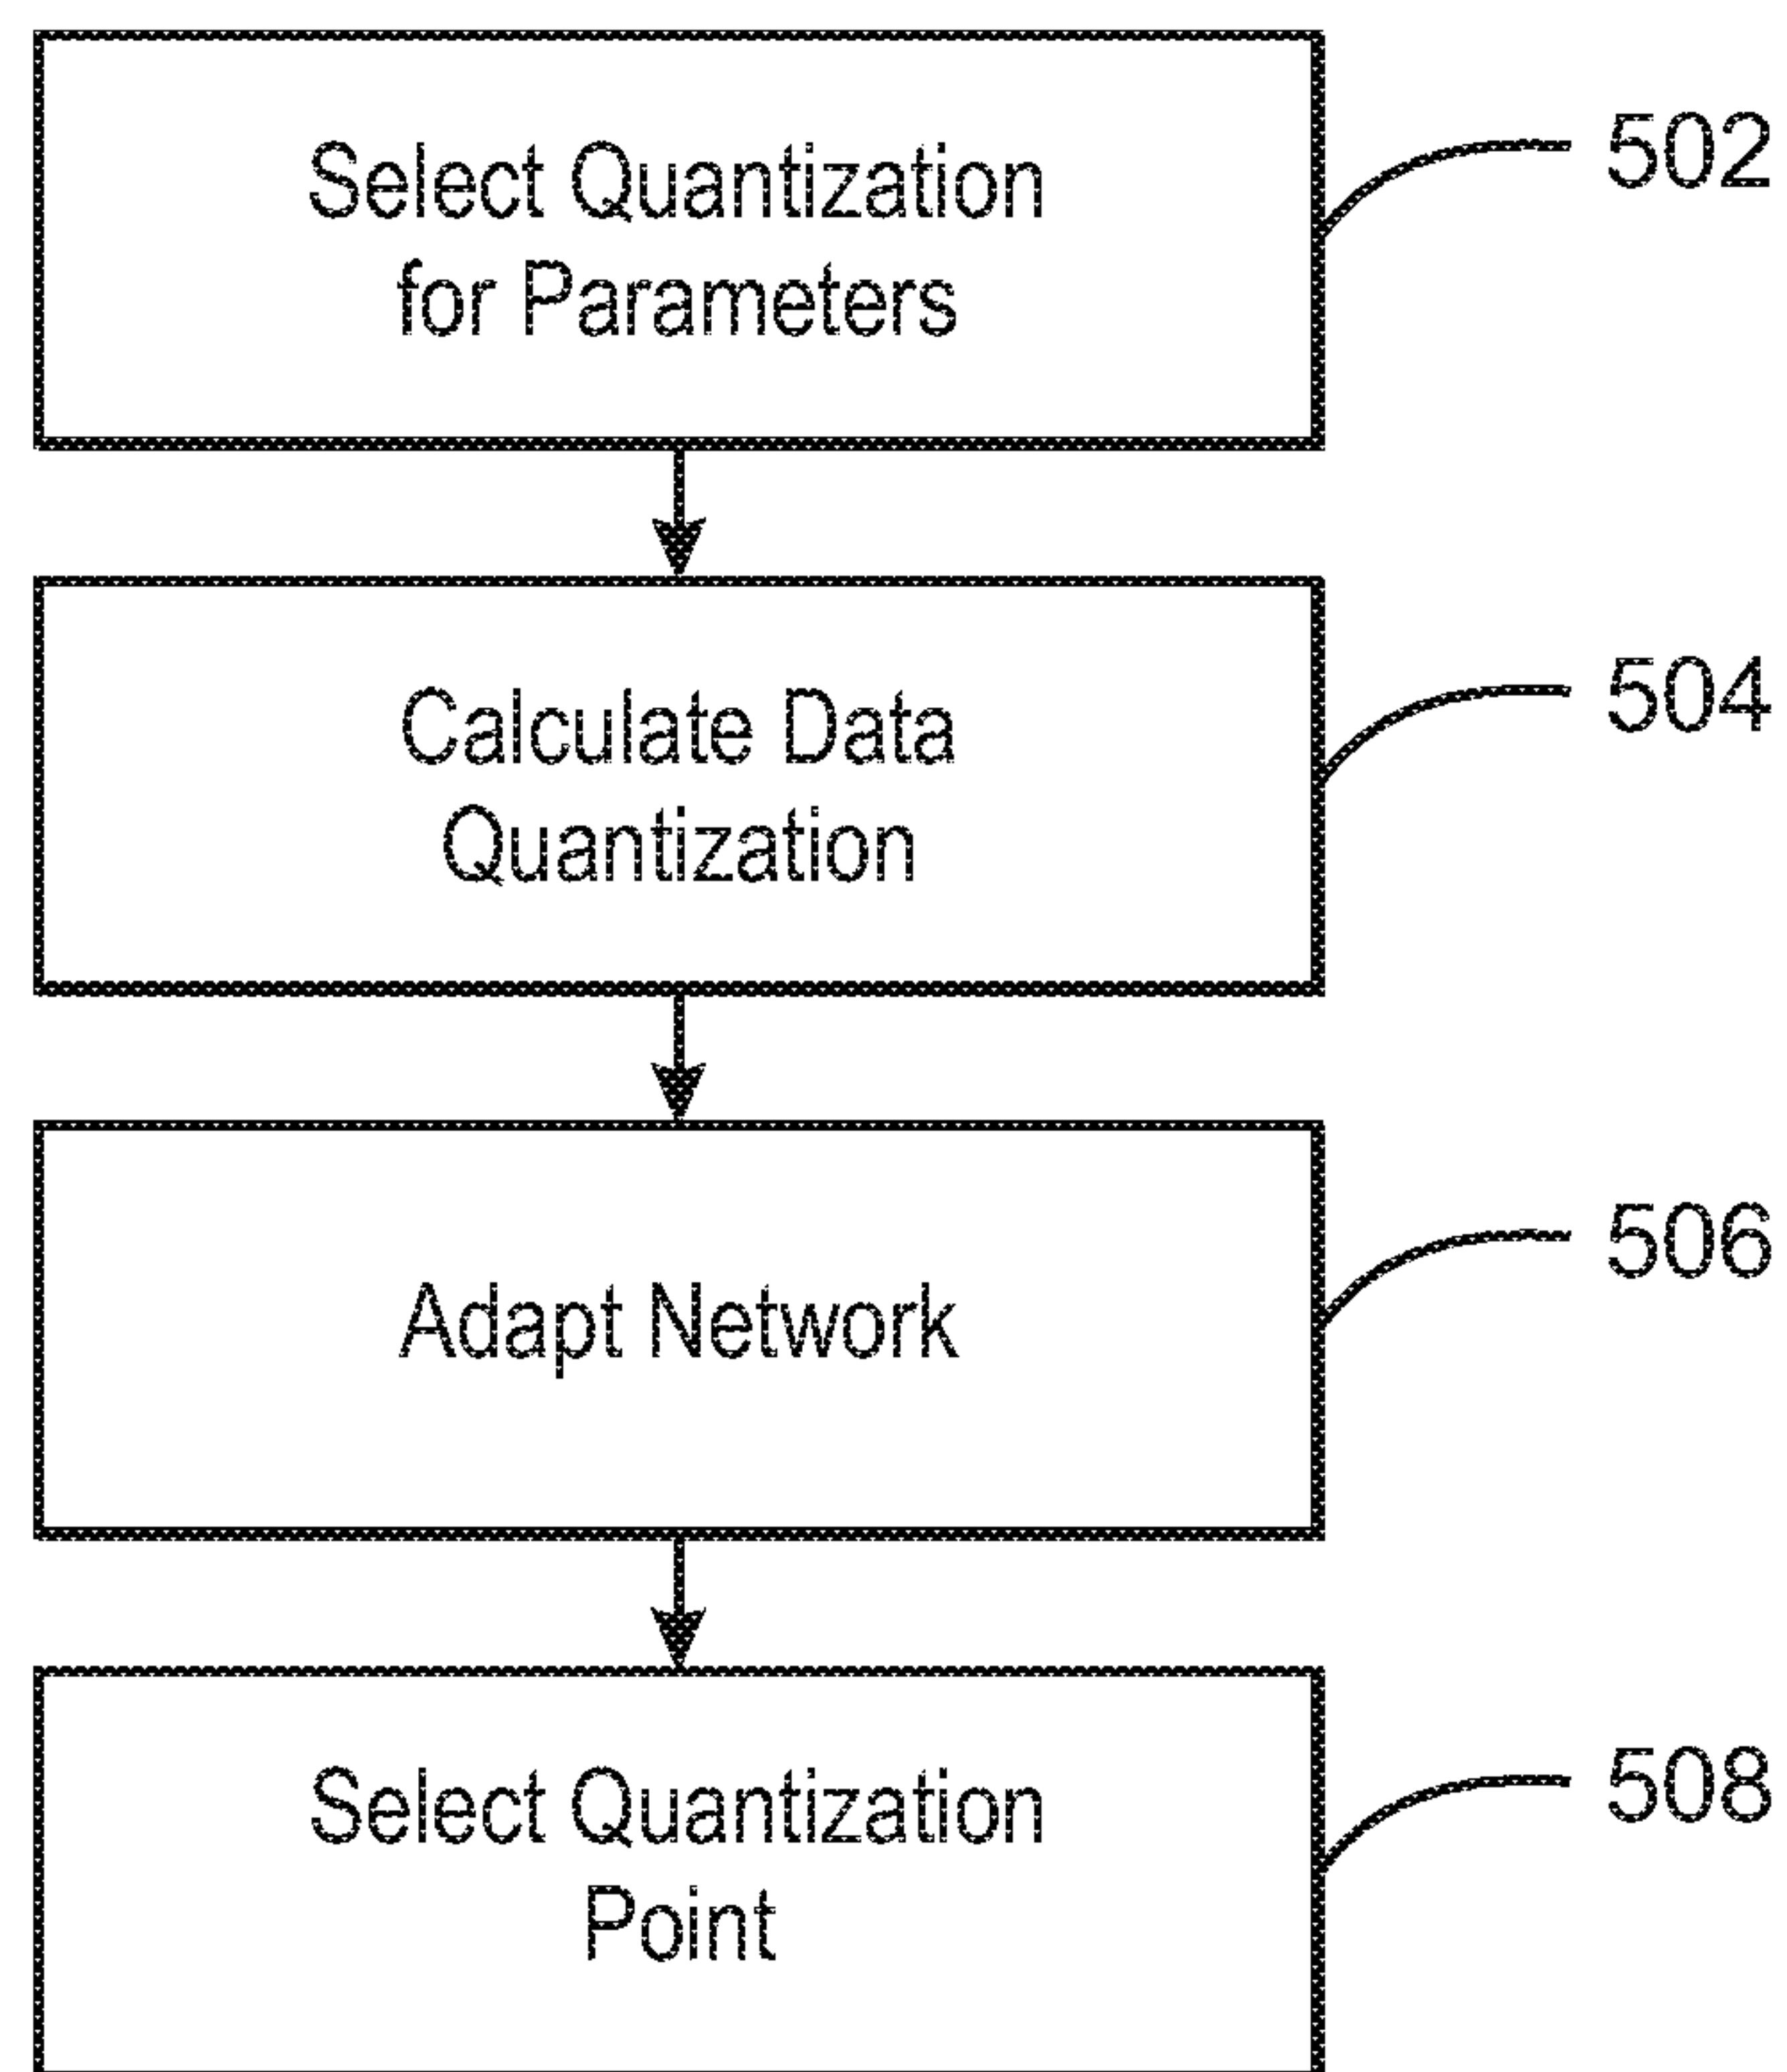 Select Quantization
for Parameters
502
Calculate Data
Quantization
504
Adapt Network
506
Select Quantization
Point
508